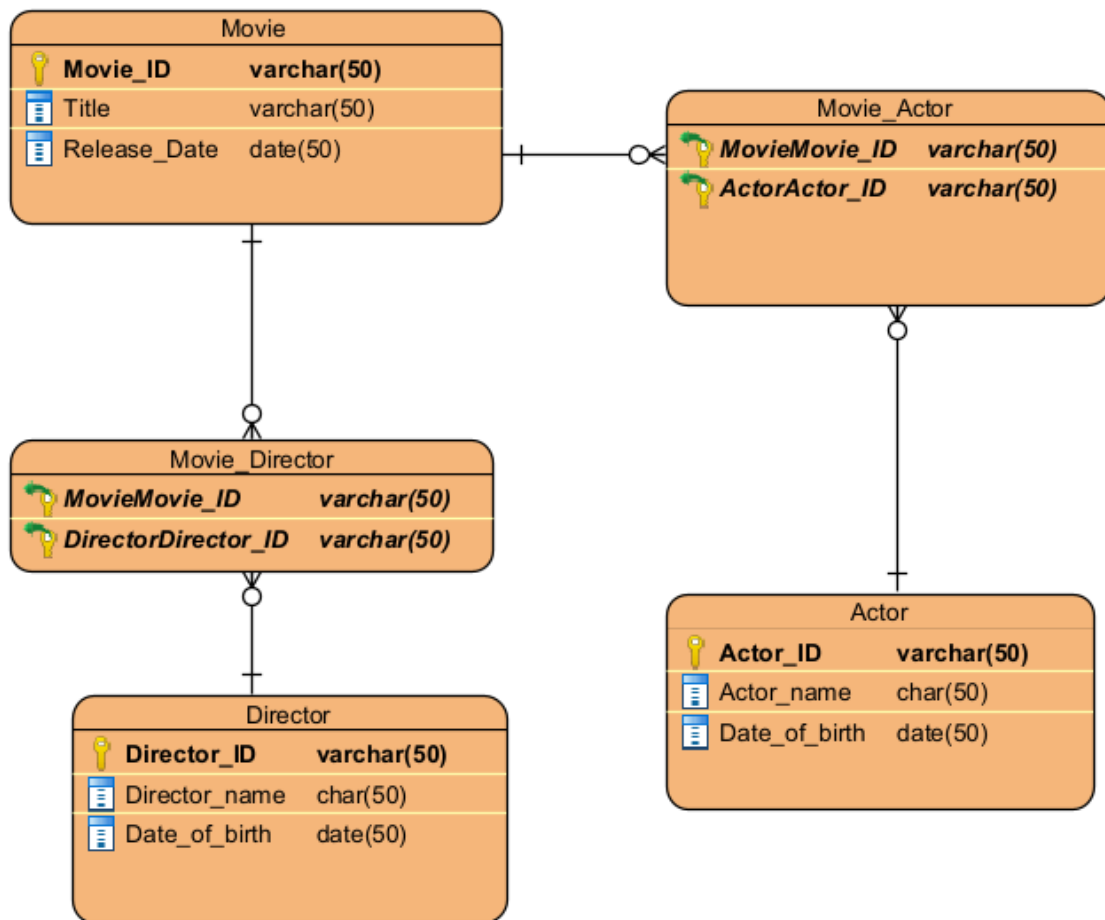 Movie
Movie_ID varchar(50)
Title varchar(50)
Release_Date date(50)
Movie_Actor
MovieMovie_ID varchar(50)
ActorActor_ID varchar(50)
Movie_Director
MovieMovie_ID varchar(50)
DirectorDirector_ID varchar(50)
Actor
Actor_ID varchar(50)
Actor_name char(50)
Date_of_birth date(50)
Director
Director_ID varchar(50)
Director_name char(50)
Date_of_birth date(50)